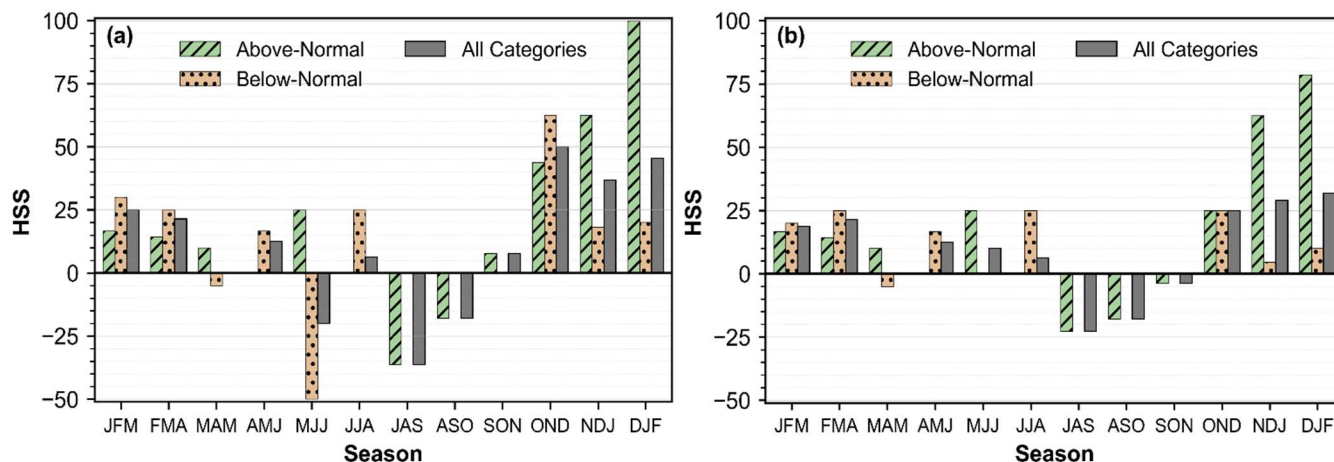 (a)
Above-Normal
All Categories
Below-Normal
100
75
50
25
0
−25
−50
HSS
JFM FMA MAM AMJ MJJ JJA JAS ASO SON OND NDJ DJF
Season
(b)
Above-Normal
All Categories
Below-Normal
100
75
50
25
0
−25
−50
HSS
JFM FMA MAM AMJ MJJ JJA JAS ASO SON OND NDJ DJF
Season